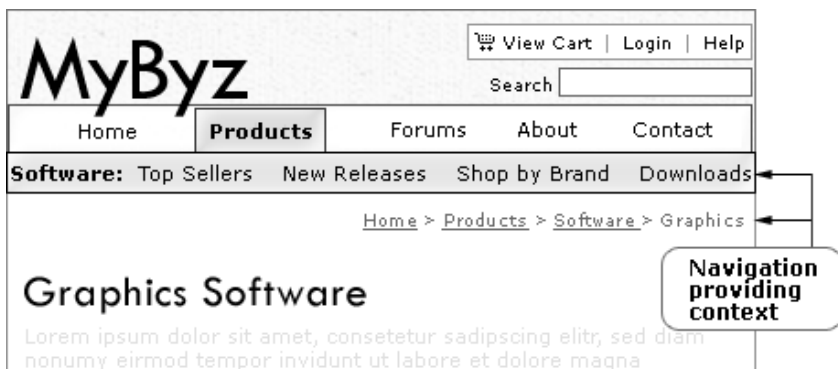 MyByz
View Cart | Login | Help
Search
Home Products Forums About Contact
Software: Top Sellers New Releases Shop by Brand Downloads
Home > Products > Software > Graphics
Navigation
providing
context
Graphics Software
Lorem ipsum dolor sit amet, consetetur sadipscing elitr, sed diam
nonumy eirmod tempor invidunt ut labore et dolore magna